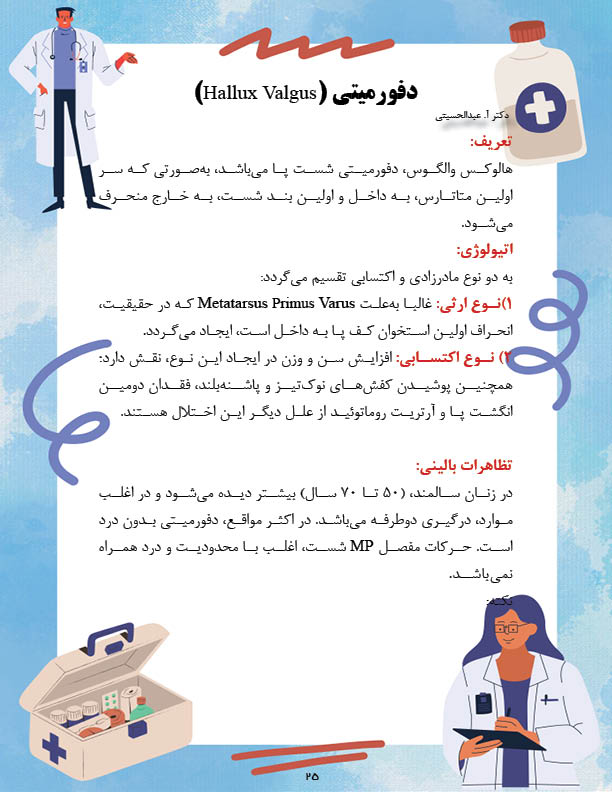 دفورمیتی (Hallux Valgus)
دکتر آ. عبدالحسیتی
تعریف:
هالوکس والگوس، دفورمیتی شست پا می‌باشد، به‌صورتی که سر
اولین متاتارس، به داخل و اولین بند شست، به خارج منحرف
می‌شود.
اتیولوژی:
به دو نوع مادرزادی و اکتسابی تقسیم می‌گردد:
۱)نوع ارثی: غالبا به‌علت Metatarsus Primus Varus که در حقیقیت،
انحراف اولین استخوان کف پا به داخل است، ایجاد می‌گردد.
۲) نوع اکتسابی: افزایش سن و وزن در ایجاد این نوع، نقش دارد؛
همچنین پوشیدن کفش‌های نوک‌تیز و پاشنه‌بلند، فقدان دومین
انگشت پا و آرتریت روماتوئید از علل دیگر این اختلال هستند.
تظاهرات بالینی:
در زنان سالمند، (۵۰ تا ۷۰ سال) بیشتر دیده می‌شود و در اغلب
موارد، درگیری دوطرفه می‌باشد. در اکثر مواقع، دفورمیتی بدون درد
است. حرکات مفصل MP شست، اغلب با محدودیت و درد همراه
نمی‌باشد.
نکته:
۲۵